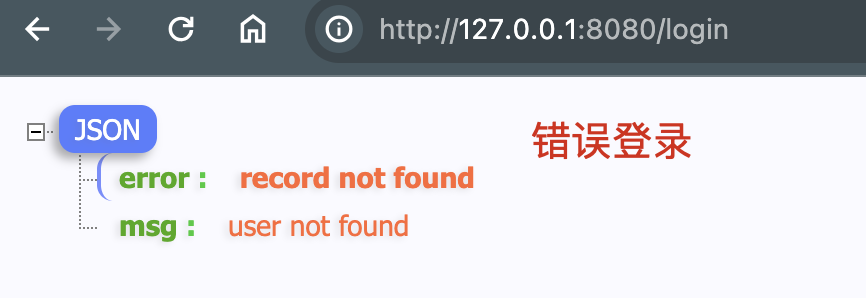 http://127.0.0.1:8080/login
JSON
错误登录
error : record not found
msg : user not found